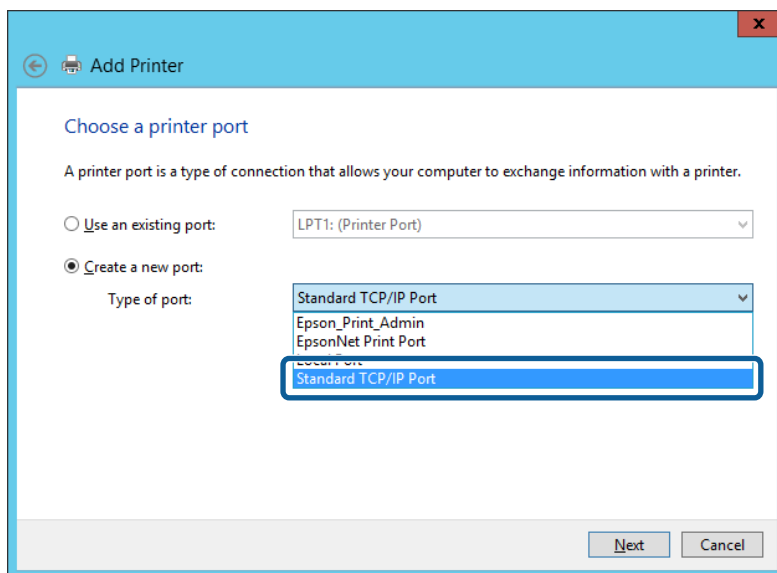 x
Add Printer
Choose a printer port
A printer port is a type of connection that allows your computer to exchange information with a printer.
Use an existing port: LPT1: (Printer Port)
Create a new port:
Type of port: Standard TCP/IP Port
Epson_Print_Admin
EpsonNet Print Port
Local Port
Standard TCP/IP Port
Next Cancel